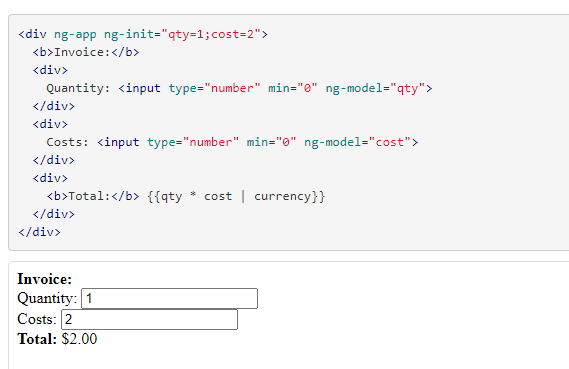 <div ng-app ng-init="qty=1;cost=2">
<b>Invoice:</b>
<div>
Quantity: <input type="number" min="0" ng-model="qty">
</div>
<div>
Costs: <input type="number" min="0" ng-model="cost">
</div>
<div>
<b>Total:</b> {{qty * cost | currency}}
</div>
</div>
Invoice:
Quantity: 1
Costs: 2
Total: $2.00